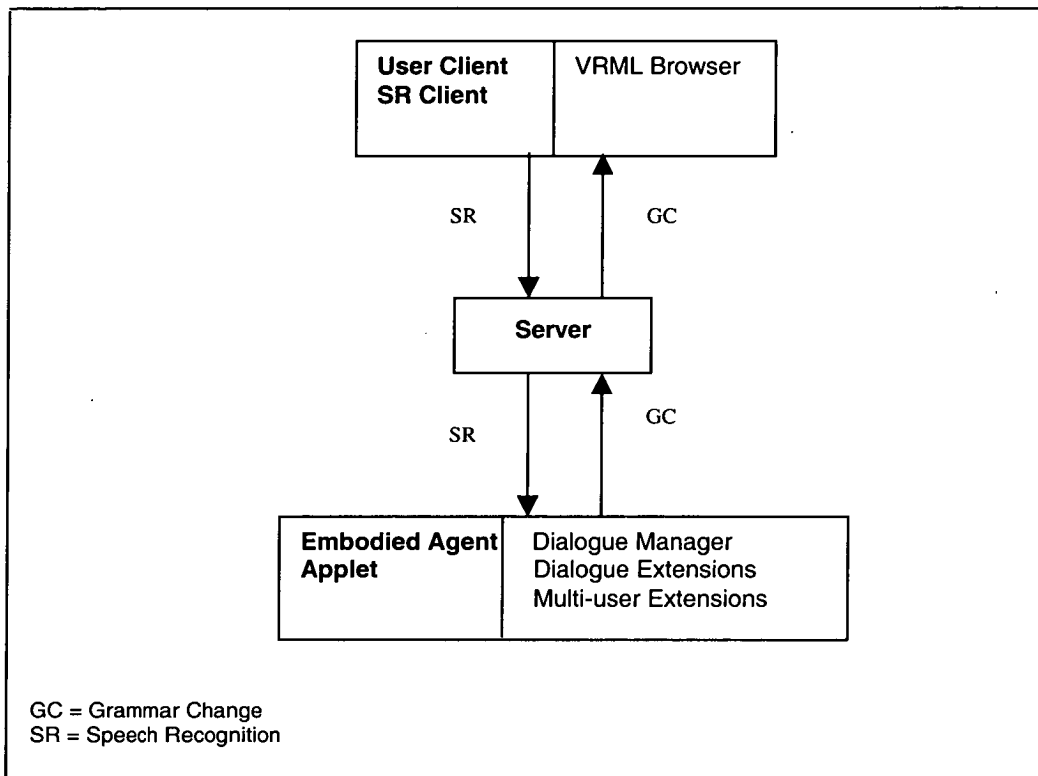 User Client
SR Client
VRML Browser
SR
GC
Server
SR
GC
Embodied Agent
Applet
Dialogue Manager
Dialogue Extensions
Multi-user Extensions
GC = Grammar Change
SR = Speech Recognition